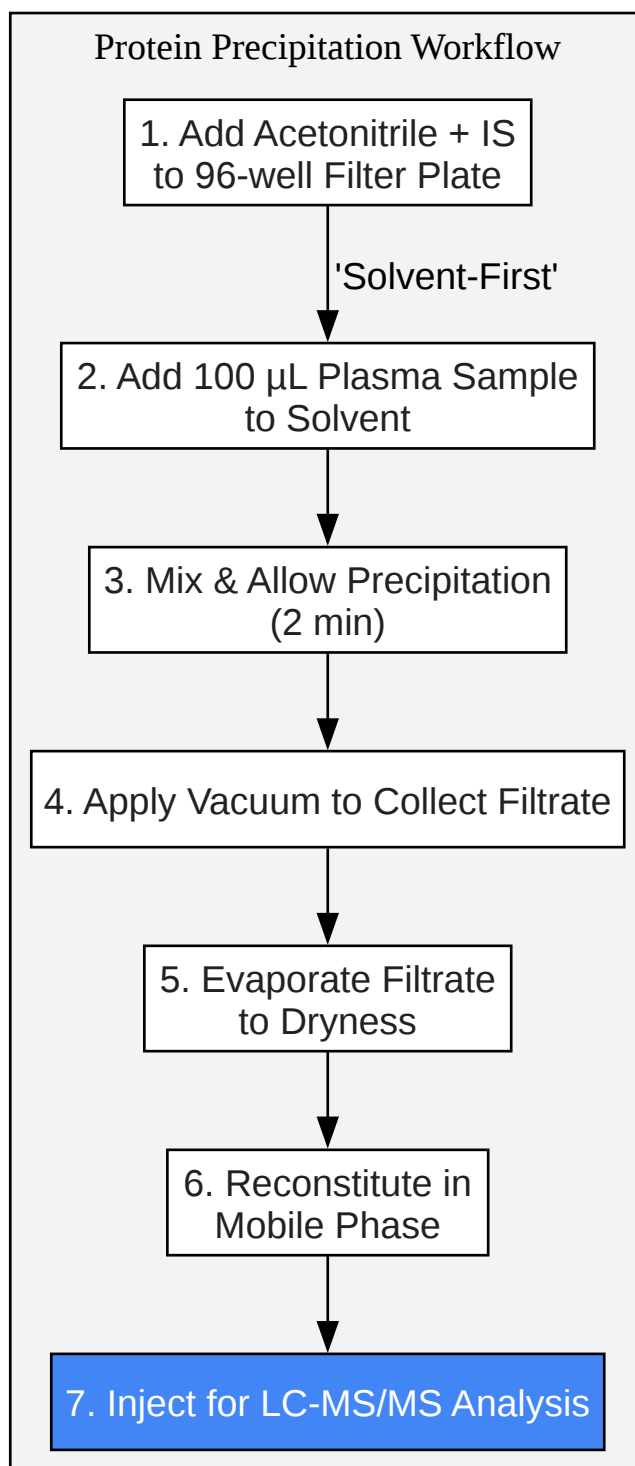 Protein Precipitation Workflow
1. Add Acetonitrile + IS
to 96-well Filter Plate
'Solvent-First'
2. Add 100 µL Plasma Sample
to Solvent
3. Mix & Allow Precipitation
(2 min)
4. Apply Vacuum to Collect Filtrate
5. Evaporate Filtrate
to Dryness
6. Reconstitute in
Mobile Phase
7. Inject for LC-MS/MS Analysis